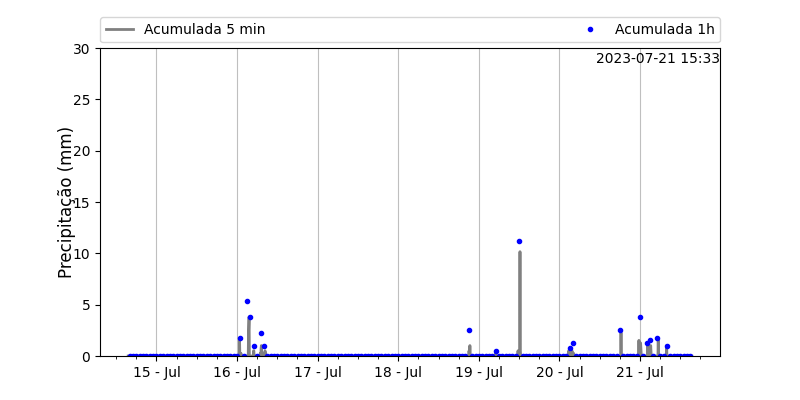 Acumulada 5 min
Acumulada 1h
2023-07-21 15:33
Precipitação (mm)
30
25
20
15
10
5
0
15 - Jul
16 - Jul
17 - Jul
18 - Jul
19 - Jul
20 - Jul
21 - Jul